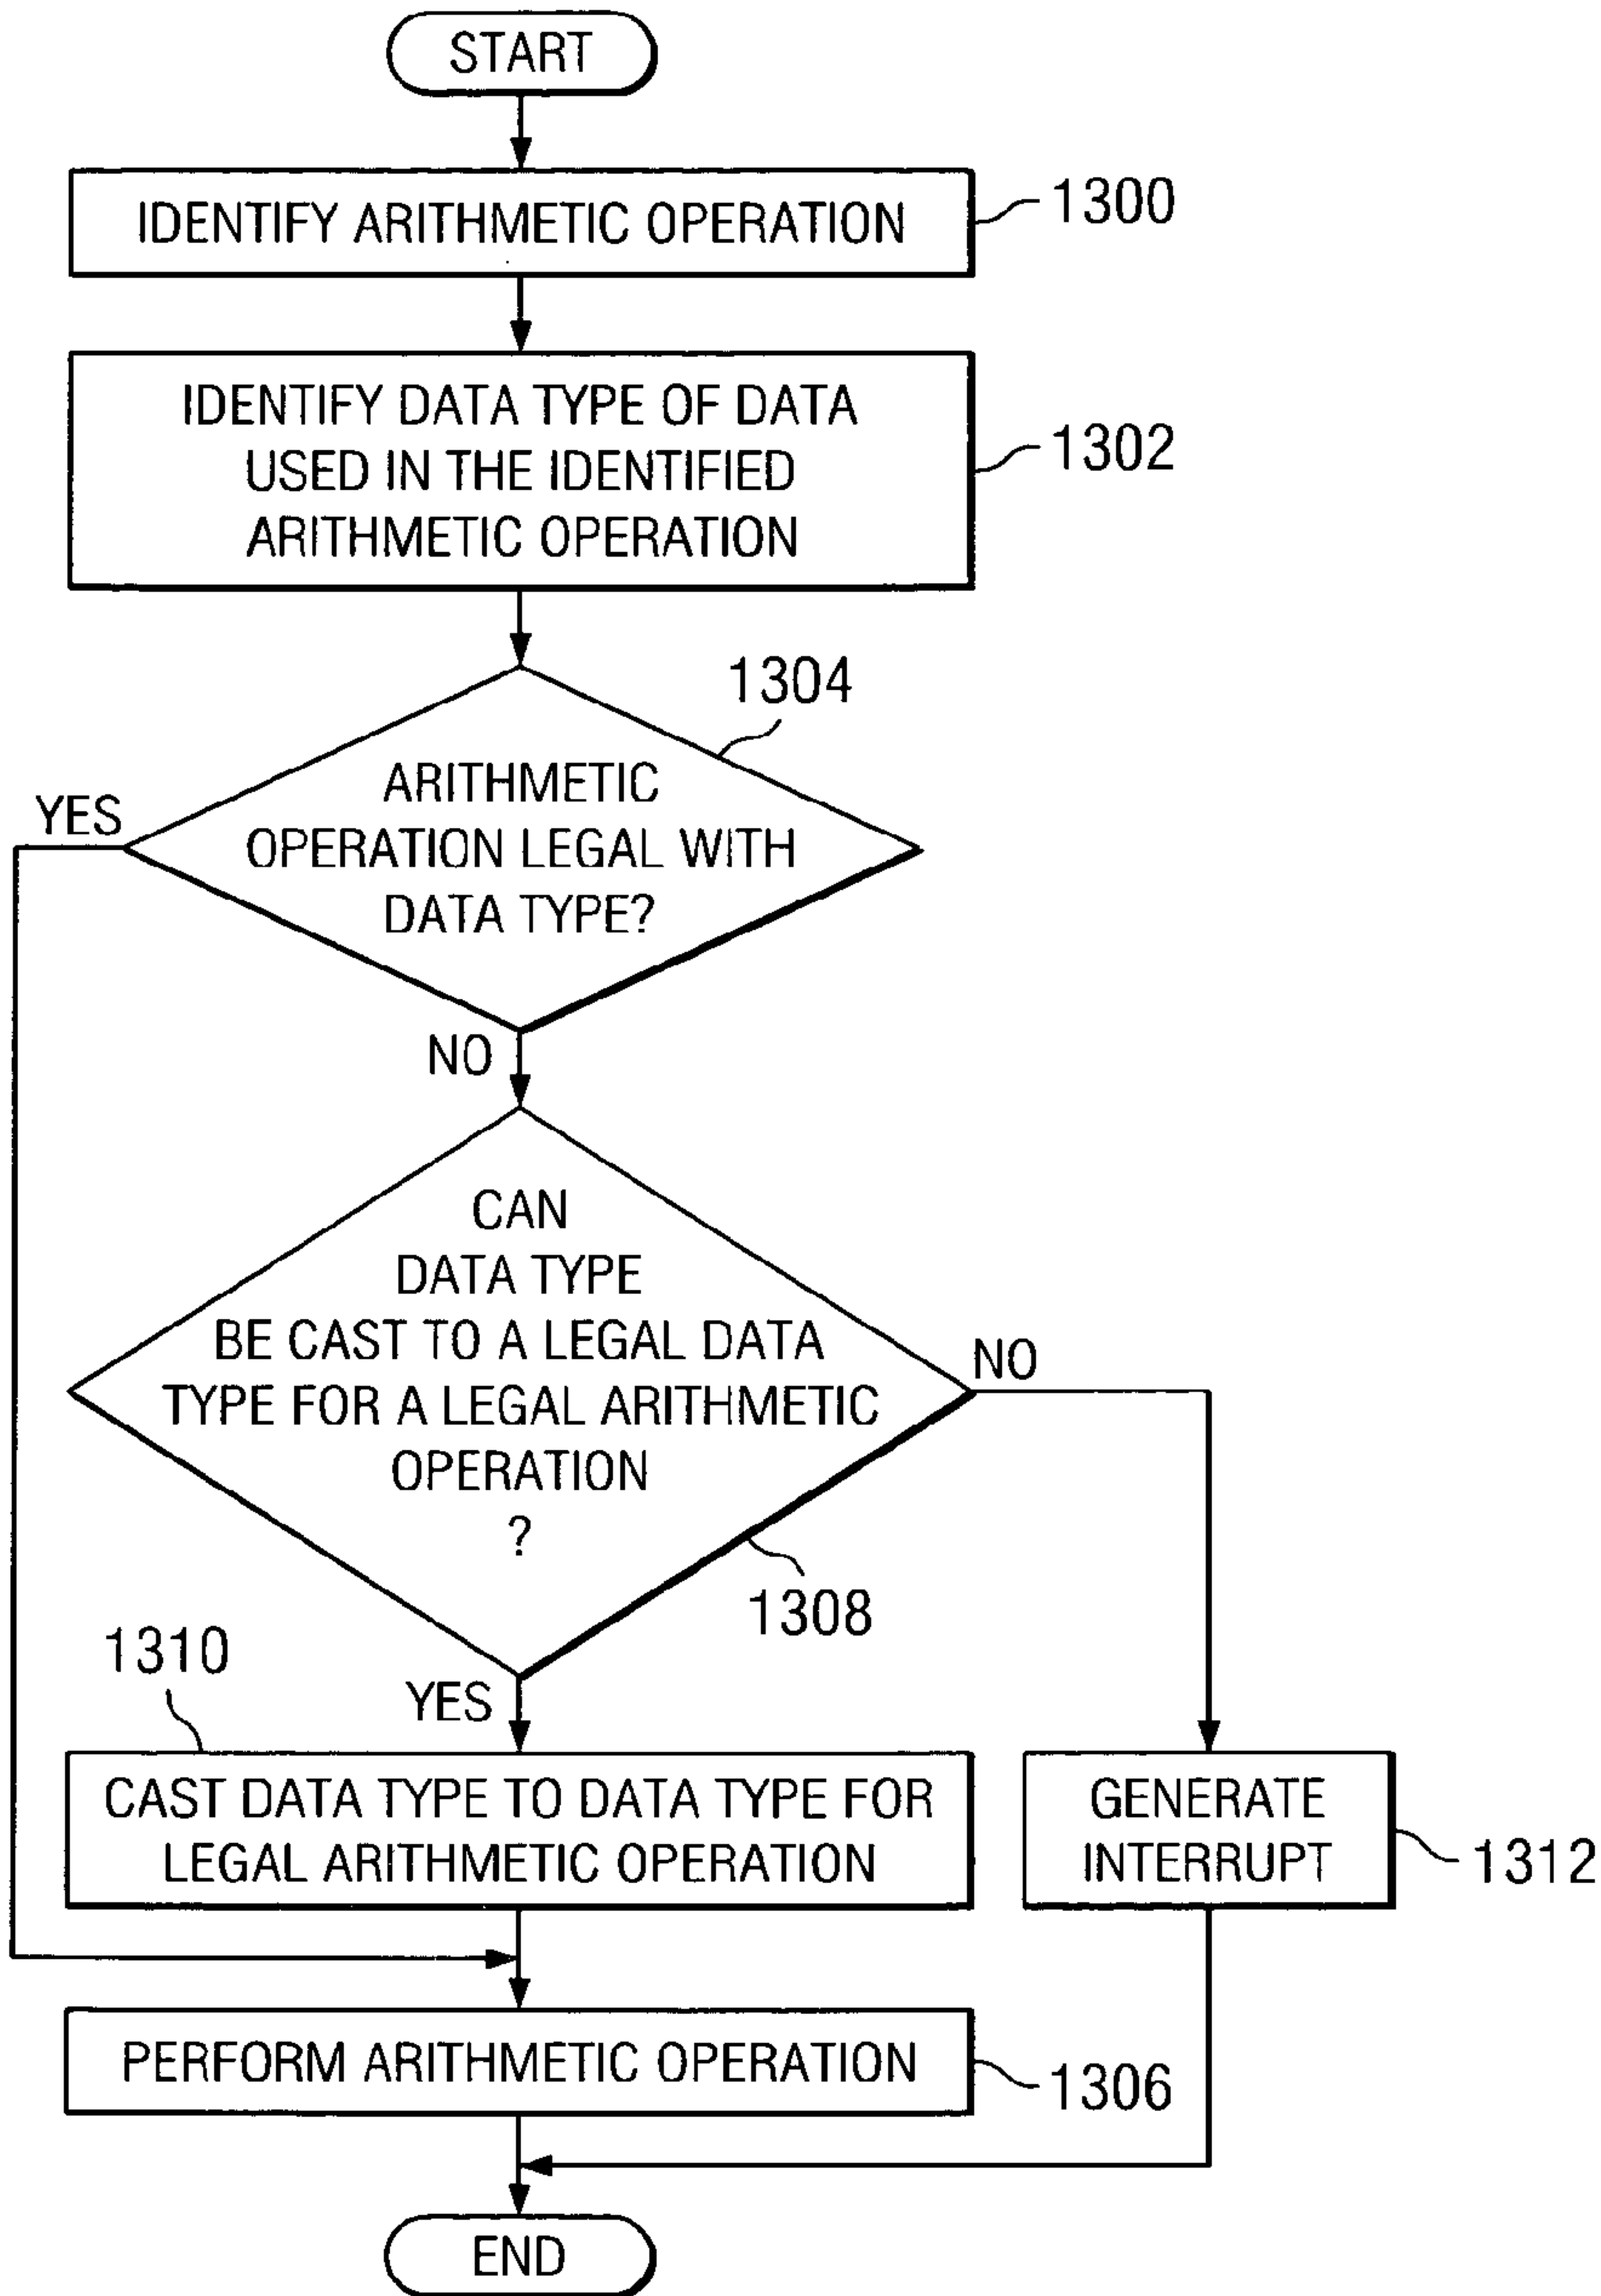 START
IDENTIFY ARITHMETIC OPERATION
1300
IDENTIFY DATA TYPE OF DATA
USED IN THE IDENTIFIED
ARITHMETIC OPERATION
1302
1304
ARITHMETIC
OPERATION LEGAL WITH
DATA TYPE?
YES
NO
CAN
DATA TYPE
BE CAST TO A LEGAL DATA
TYPE FOR A LEGAL ARITHMETIC
OPERATION
?
NO
1308
YES
1310
CAST DATA TYPE TO DATA TYPE FOR
LEGAL ARITHMETIC OPERATION
GENERATE
INTERRUPT
1312
PERFORM ARITHMETIC OPERATION
1306
END